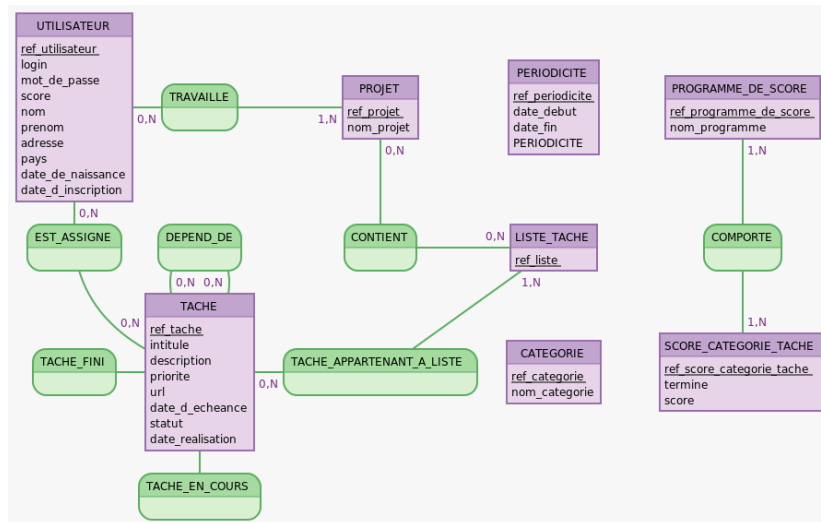 UTILISATEUR
ref_utilisateur
login
mot_de_passe
score
nom
prenom
adresse
pays
date_de_naissance
date_d_inscription
0,N
TRAVAILLE
1,N
PROJET
ref_projet
nom_projet
PERIODICITE
ref_periodicite
date_debut
date_fin
PERIODICITE
PROGRAMME_DE_SCORE
ref_programme_de_score
nom_programme
0,N
0,N
1,N
EST_ASSIGNE
DEPEND_DE
CONTIENT
0,N
LISTE_TACHE
ref_liste
COMPORTE
0,N
0,N
1,N
0,N
1,N
TACHE
ref_tache
intitule
description
priorite
url
date_d_echeance
statut
date_realisation
TACHE_FINI
0,N
TACHE_APPARTENANT_A_LISTE
CATEGORIE
ref_categorie
nom_categorie
SCORE_CATEGORIE_TACHE
ref_score_categorie_tache
termine
score
TACHE_EN_COURS